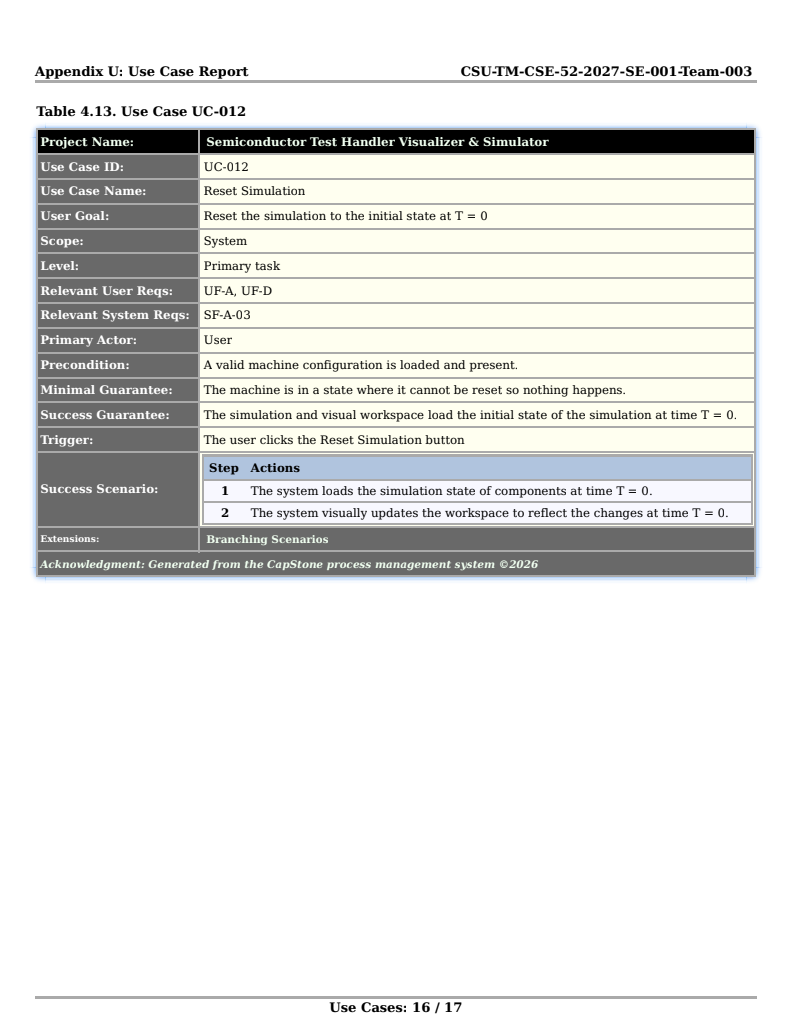 Appendix U: Use Case Report CSU-TM-CSE-52-2027-SE-001-Team-003
Table 4.13. Use Case UC-012
Project Name: Semiconductor Test Handler Visualizer & Simulator
Use Case ID: UC-012
Use Case Name: Reset Simulation
User Goal: Reset the simulation to the initial state at T = 0
Scope: System
Level: Primary task
Relevant User Reqs: UF-A, UF-D
Relevant System Reqs: SF-A-03
Primary Actor: User
Precondition: A valid machine configuration is loaded and present.
Minimal Guarantee: The machine is in a state where it cannot be reset so nothing happens.
Success Guarantee: The simulation and visual workspace load the initial state of the simulation at time T = 0.
Trigger: The user clicks the Reset Simulation button
Success Scenario:
Step Actions
1 The system loads the simulation state of components at time T = 0.
2 The system visually updates the workspace to reflect the changes at time T = 0.
Extensions: Branching Scenarios
Acknowledgment: Generated from the CapStone process management system ©2026
Use Cases: 16 / 17